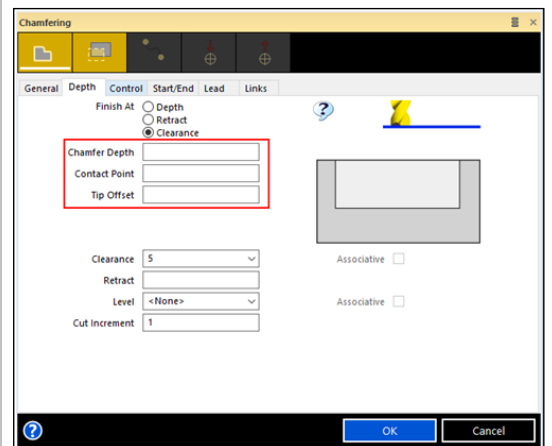 Chamfering
General Depth Control Start/End Lead Links
Finish At Depth
Retract
Clearance
Chamfer Depth
Contact Point
Tip Offset
Clearance 5 Associative
Retract
Level <None> Associative
Cut Increment 1
OK Cancel